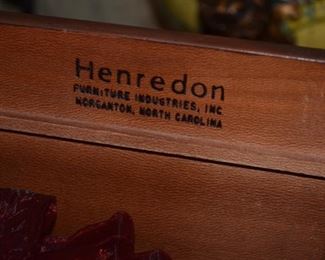 Henredon
FURNITURE INDUSTRIES, INC
MORGANTON, NORTH CAROLINA